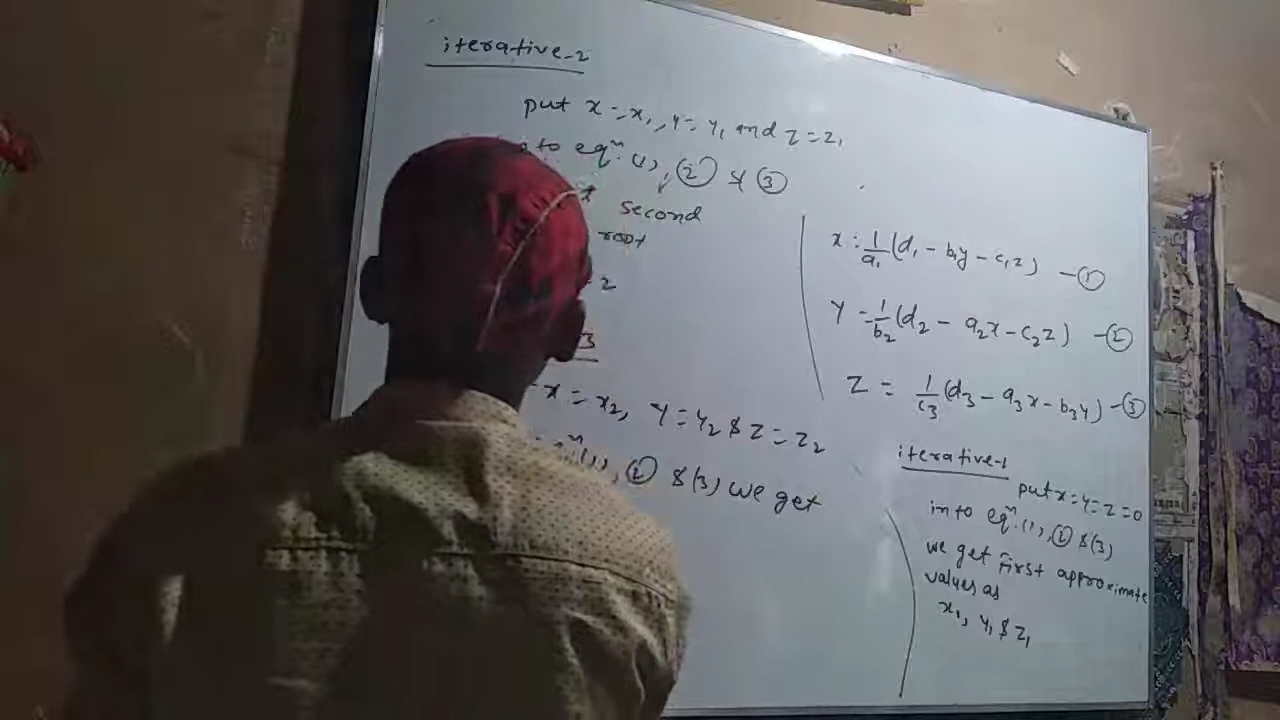 iterative-2
put x = x₁, y = y₁ and z = z₁
to eqⁿ. (1), ② & ③
second
root
2
3
x = x₂, y = y₂ & z = z₂
(1), ② & (3) we get
x = 1/a₁ (d₁ - b₁y - c₁z) -①
y = 1/b₂ (d₂ - a₂x - c₂z) -②
z = 1/c₃ (d₃ - a₃x - b₃y) -③
iterative-1
put x = y = z = 0
into eqⁿ. (1), ② & (3)
we get first approximate
values as
x₁, y₁ & z₁